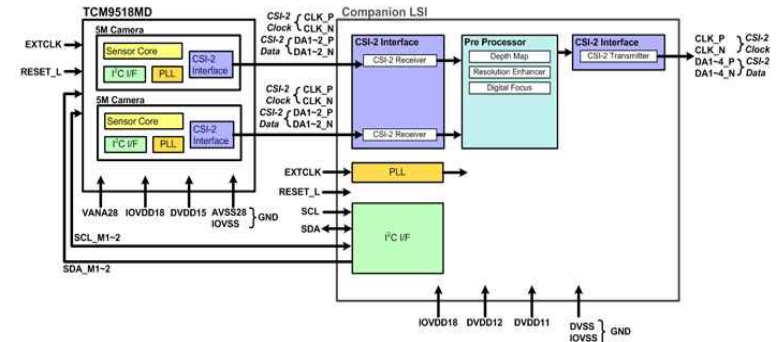 TCM9518MD
Companion LSI
5M Camera
Sensor Core
I²C I/F
PLL
CSI-2
Interface
5M Camera
Sensor Core
I²C I/F
PLL
CSI-2
Interface
EXTCLK
RESET_L
VANA28
IOVDD18
DVDD15
AVSS28
IOVSS
GND
SCL_M1~2
SDA_M1~2
CSI-2
Clock
CLK_P
CLK_N
CSI-2
Data
DA1~2_P
DA1~2_N
CSI-2
Clock
CLK_P
CLK_N
CSI-2
Data
DA1~2_P
DA1~2_N
CSI-2 Interface
CSI-2 Receiver
CSI-2 Receiver
Pre Processor
Depth Map
Resolution Enhancer
Digital Focus
CSI-2 Interface
CSI-2 Transmitter
CLK_P
CLK_N
CSI-2
Clock
DA1~4_P
DA1~4_N
CSI-2
Data
EXTCLK
PLL
RESET_L
SCL
SDA
I²C I/F
IOVDD18
DVDD12
DVDD11
DVSS
IOVSS
GND